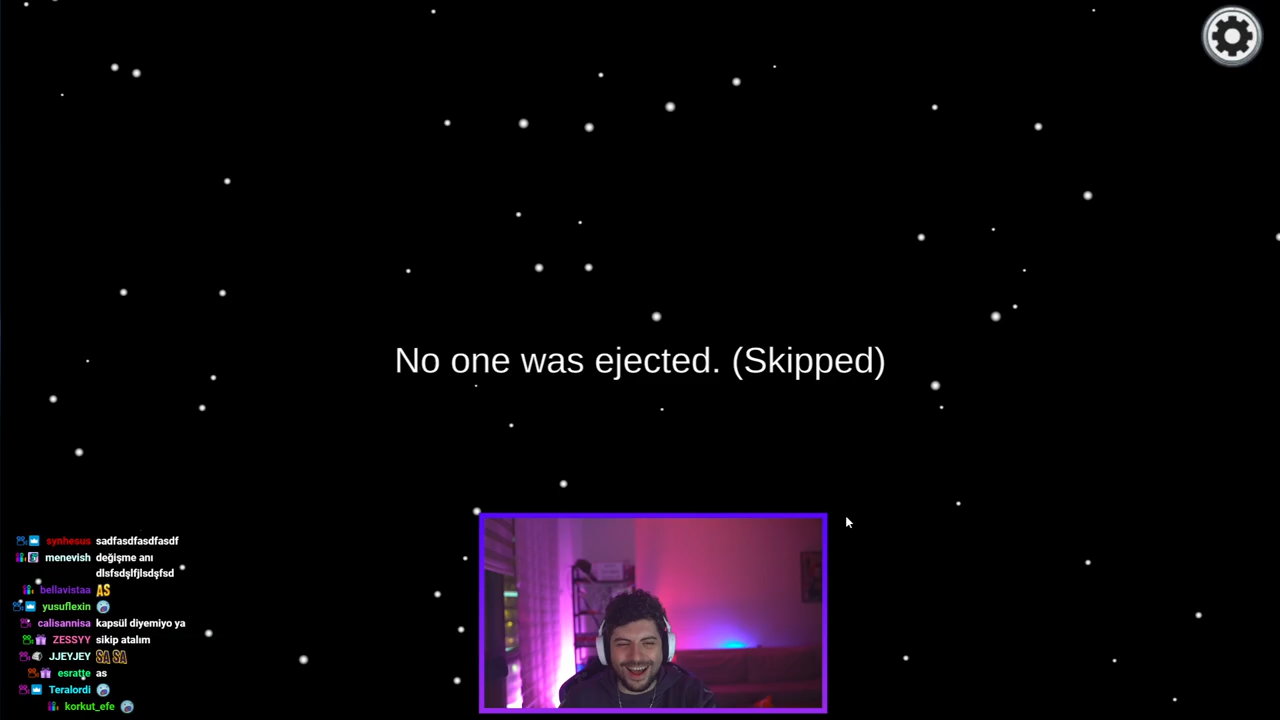 No one was ejected. (Skipped)
synhesus sadfasdfasdfasdf
menevish değişme anı
dlsfsdşlfjlsdşfsd
bellavistaa AS
yusuflexin
calisannisa kapsül diyemiyo ya
ZESSYY sikip atalım
JJEYJEY SA SA
esratte as
Teralordi
korkut_efe